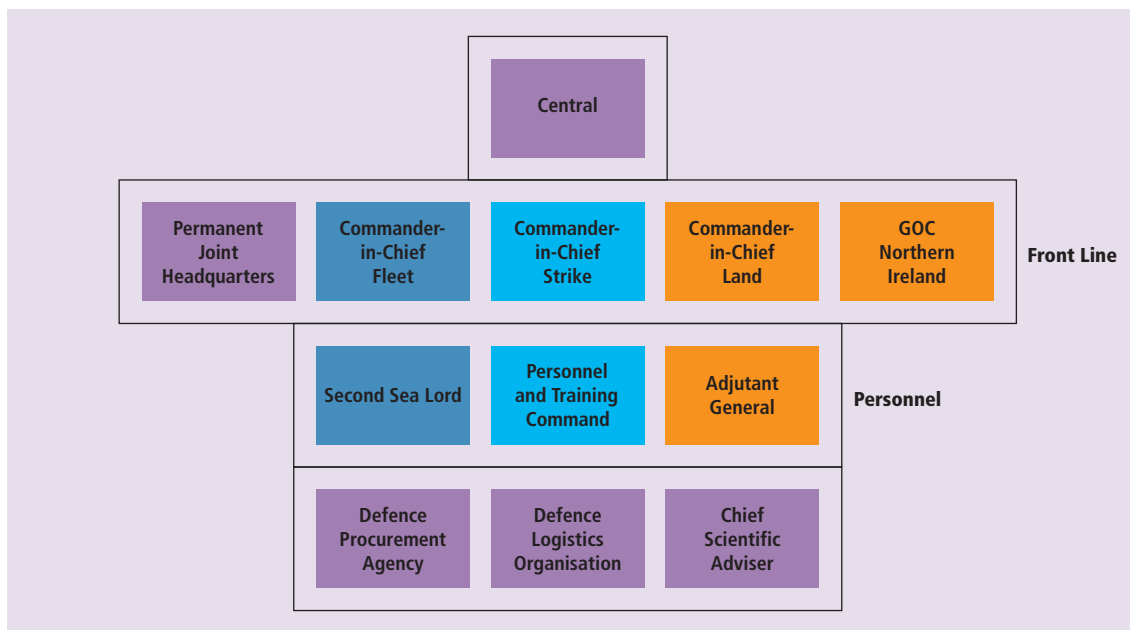 Central
Permanent
Joint
Headquarters
Commander-
in-Chief
Fleet
Commander-
in-Chief
Strike
Commander-
in-Chief
Land
GOC
Northern
Ireland
Front Line
Second Sea Lord
Personnel
and Training
Command
Adjutant
General
Personnel
Defence
Procurement
Agency
Defence
Logistics
Organisation
Chief
Scientific
Adviser